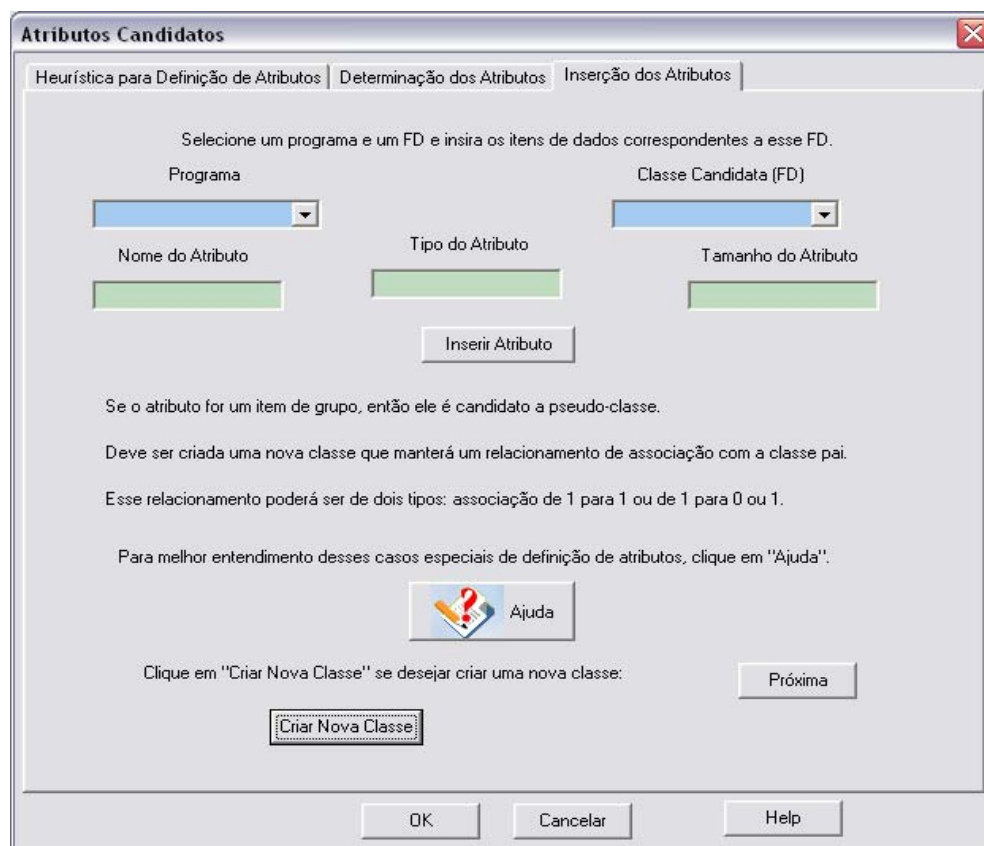 Atributos Candidatos
Heurística para Definição de Atributos
Determinação dos Atributos
Inserção dos Atributos
Selecione um programa e um FD e insira os itens de dados correspondentes a esse FD.
Programa
Classe Candidata (FD)
Nome do Atributo
Tipo do Atributo
Tamanho do Atributo
Inserir Atributo
Se o atributo for um item de grupo, então ele é candidato a pseudo-classe.
Deve ser criada uma nova classe que manterá um relacionamento de associação com a classe pai.
Esse relacionamento poderá ser de dois tipos: associação de 1 para 1 ou de 1 para 0 ou 1.
Para melhor entendimento desses casos especiais de definição de atributos, clique em "Ajuda".
Ajuda
Clique em "Criar Nova Classe" se desejar criar uma nova classe:
Próxima
Criar Nova Classe
OK
Cancelar
Help